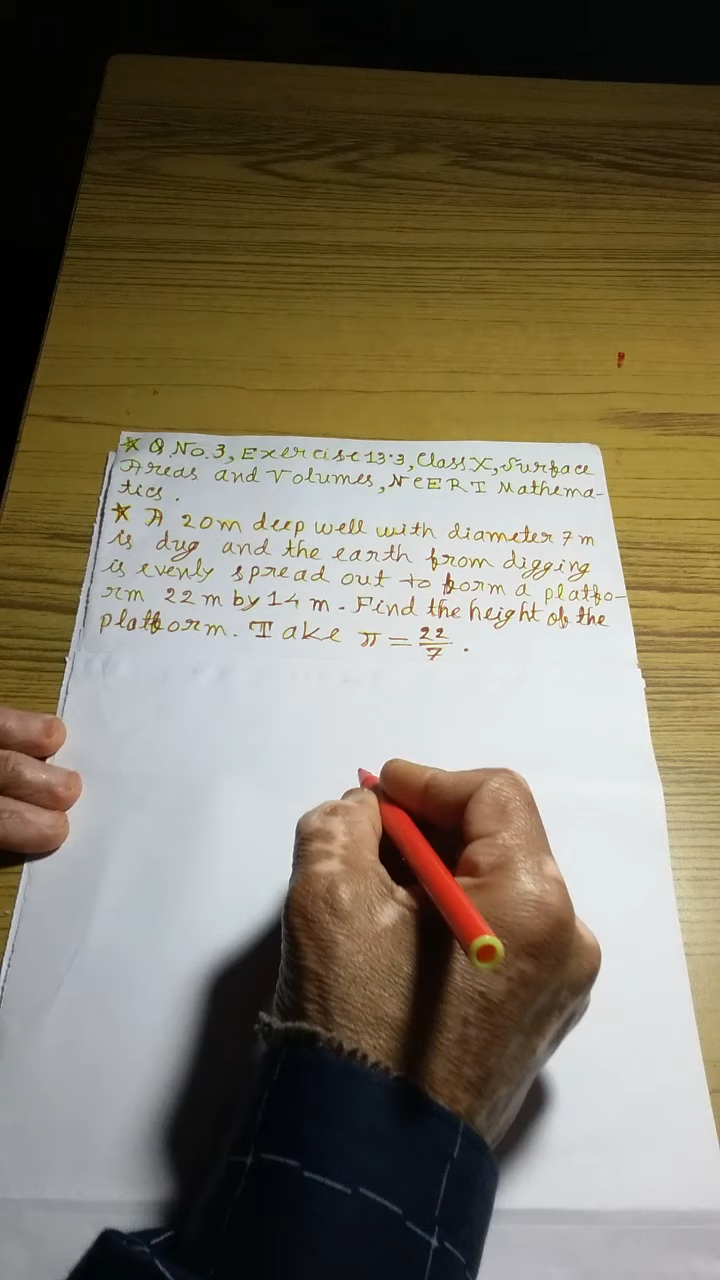 * Q No. 3, Exercise 13.3, Class X, Surface
Areas and Volumes, NCERT Mathema-
tics.
* A 20m deep well with diameter 7m
is dug and the earth from digging
is evenly spread out to form a platfo-
rm 22m by 14m. Find the height of the
platform. Take π = 22/7.